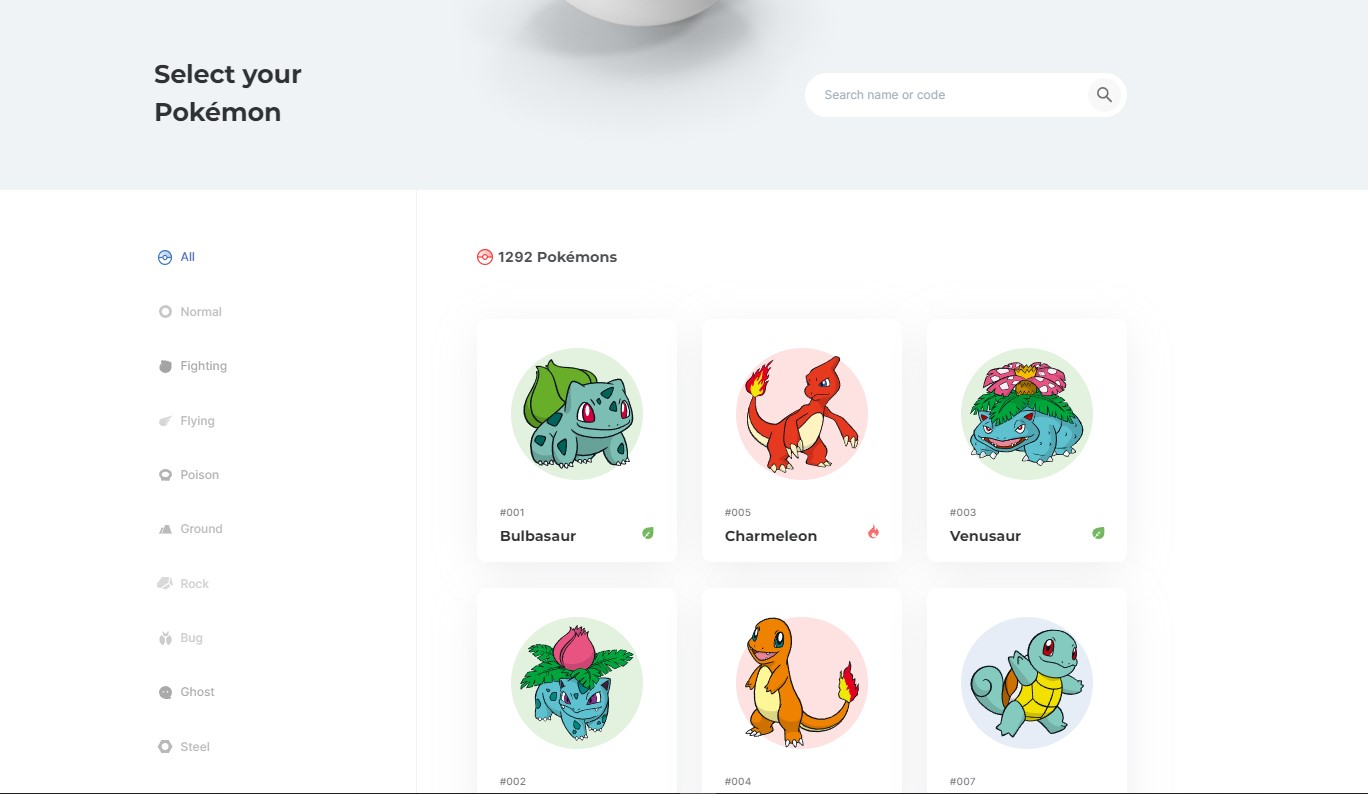 Select your
Pokémon
Search name or code
All
Normal
Fighting
Flying
Poison
Ground
Rock
Bug
Ghost
Steel
1292 Pokémons
#001
Bulbasaur
#005
Charmeleon
#003
Venusaur
#002
#004
#007